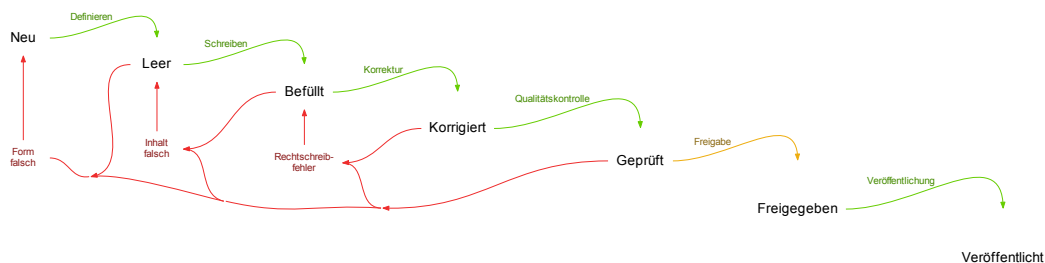 Definieren
Neu
Schreiben
Leer
Korrektur
Befüllt
Qualitätskontrolle
Korrigiert
Freigabe
Form
falsch
Inhalt
falsch
Rechtschreib-
fehler
Geprüft
Veröffentlichung
Freigegeben
Veröffentlicht